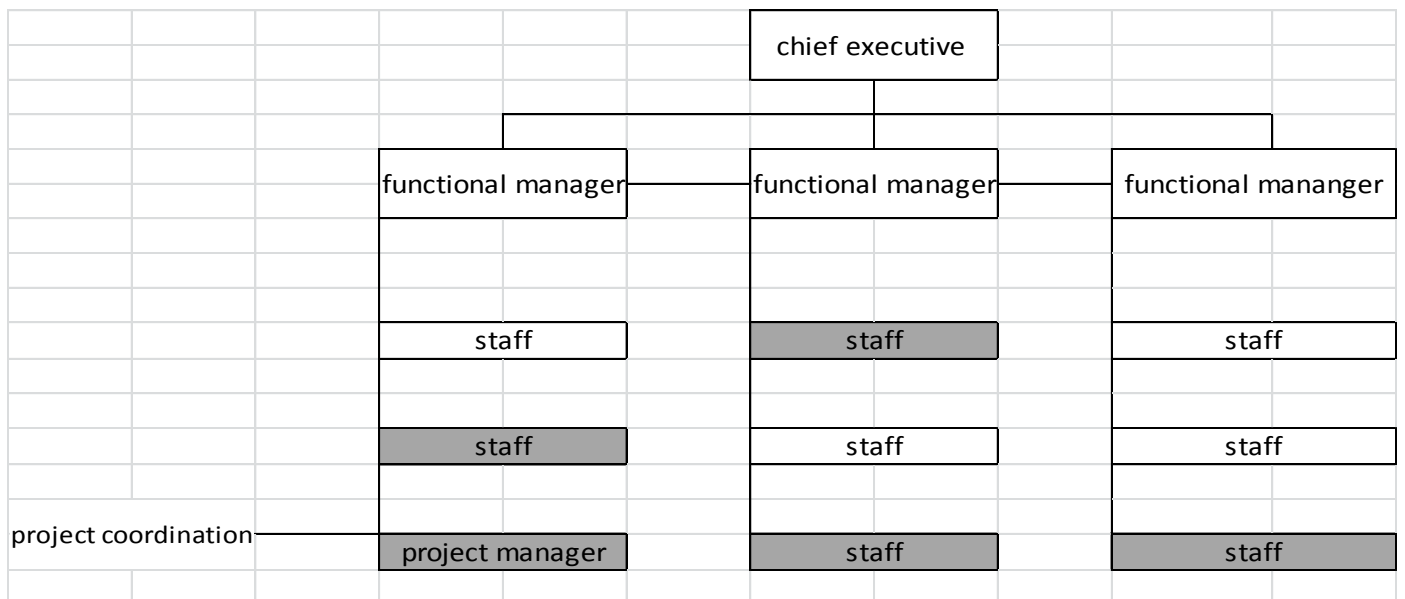 chief executive
functional manager
functional manager
functional mananger
staff
staff
staff
staff
staff
staff
project coordination
project manager
staff
staff